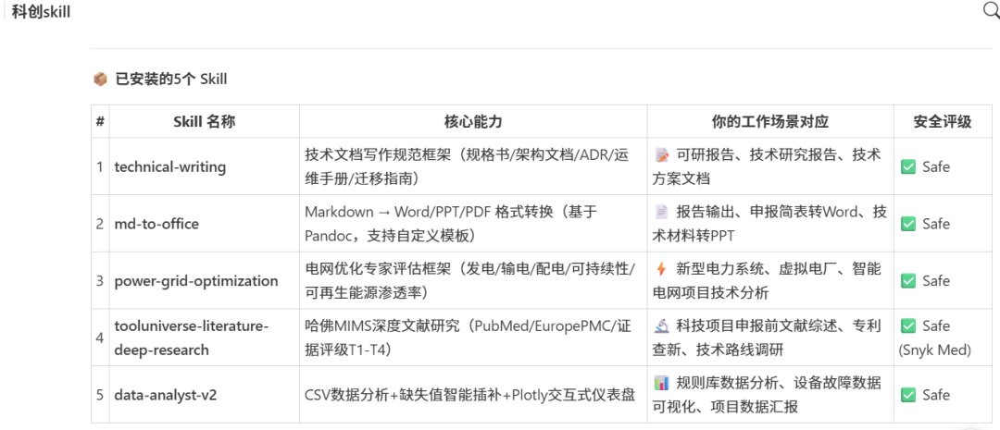 科创skill
📦 已安装的5个 Skill
# Skill 名称 核心能力 你的工作场景对应 安全评级
1 technical-writing 技术文档写作规范框架（规格书/架构文档/ADR/运
维手册/迁移指南） 📝 可研报告、技术研究报告、技术
方案文档 ✅ Safe
2 md-to-office Markdown → Word/PPT/PDF 格式转换（基于
Pandoc，支持自定义模板） 📄 报告输出、申报简表转Word、技
术材料转PPT ✅ Safe
3 power-grid-optimization 电网优化专家评估框架（发电/输电/配电/可持续性/
可再生能源渗透率） ⚡ 新型电力系统、虚拟电厂、智能
电网项目技术分析 ✅ Safe
4 tooluniverse-literature-
deep-research 哈佛MIMS深度文献研究（PubMed/EuropePMC/证
据评级T1-T4） 🔬 科技项目申报前文献综述、专利
查新、技术路线调研 ✅ Safe
(Snyk Med)
5 data-analyst-v2 CSV数据分析+缺失值智能插补+Plotly交互式仪表盘 📊 规则库数据分析、设备故障数据
可视化、项目数据汇报 ✅ Safe